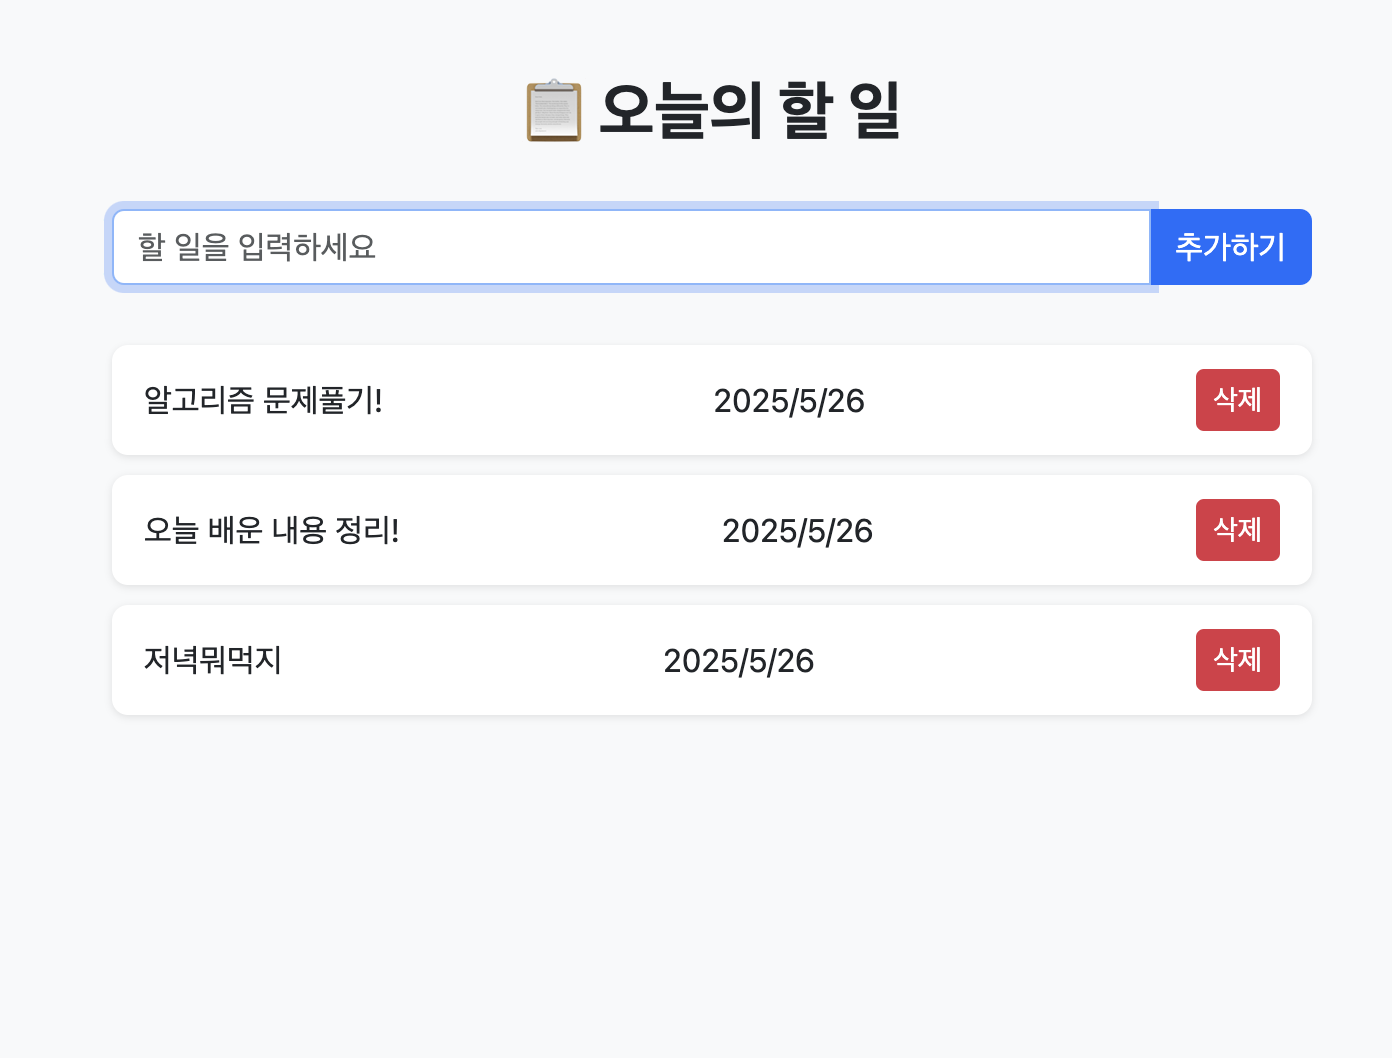 📋 오늘의 할 일
할 일을 입력하세요 추가하기
알고리즘 문제풀기! 2025/5/26 삭제
오늘 배운 내용 정리! 2025/5/26 삭제
저녁뭐먹지 2025/5/26 삭제